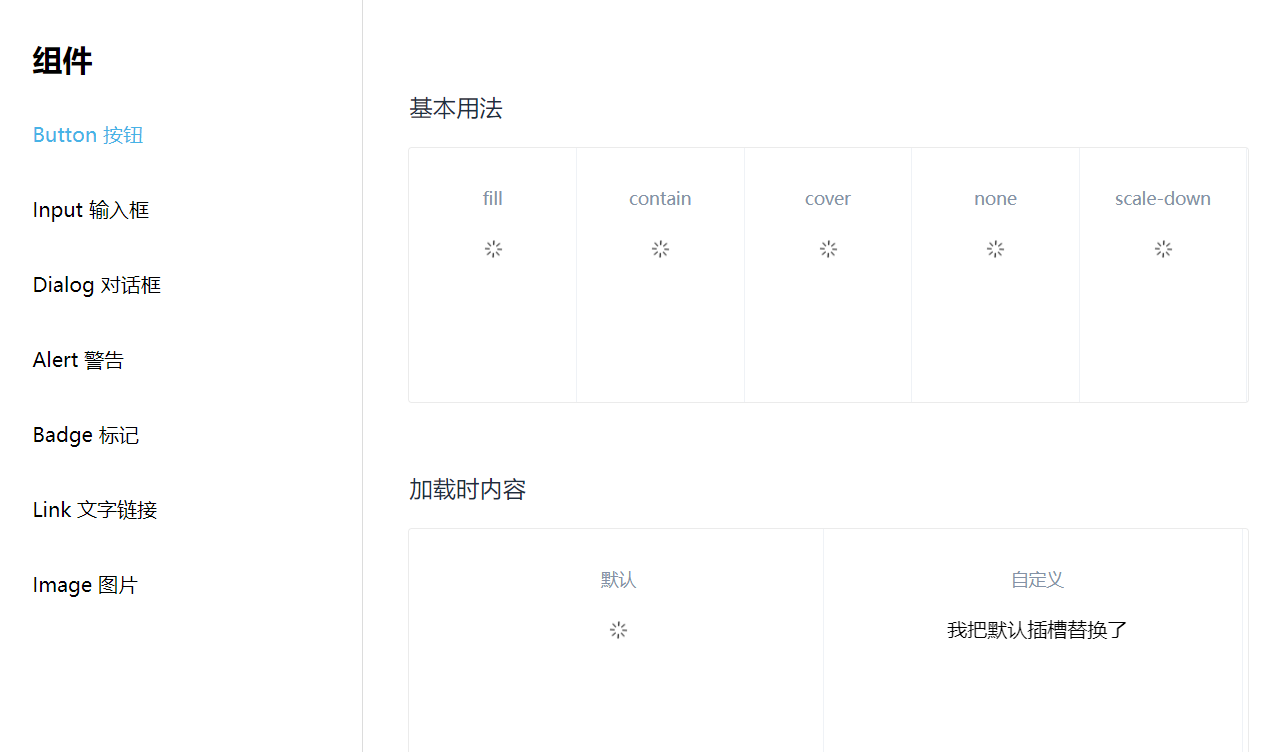 组件
Button 按钮
Input 输入框
Dialog 对话框
Alert 警告
Badge 标记
Link 文字链接
Image 图片
基本用法
fill
contain
cover
none
scale-down
加载时内容
默认
自定义
我把默认插槽替换了